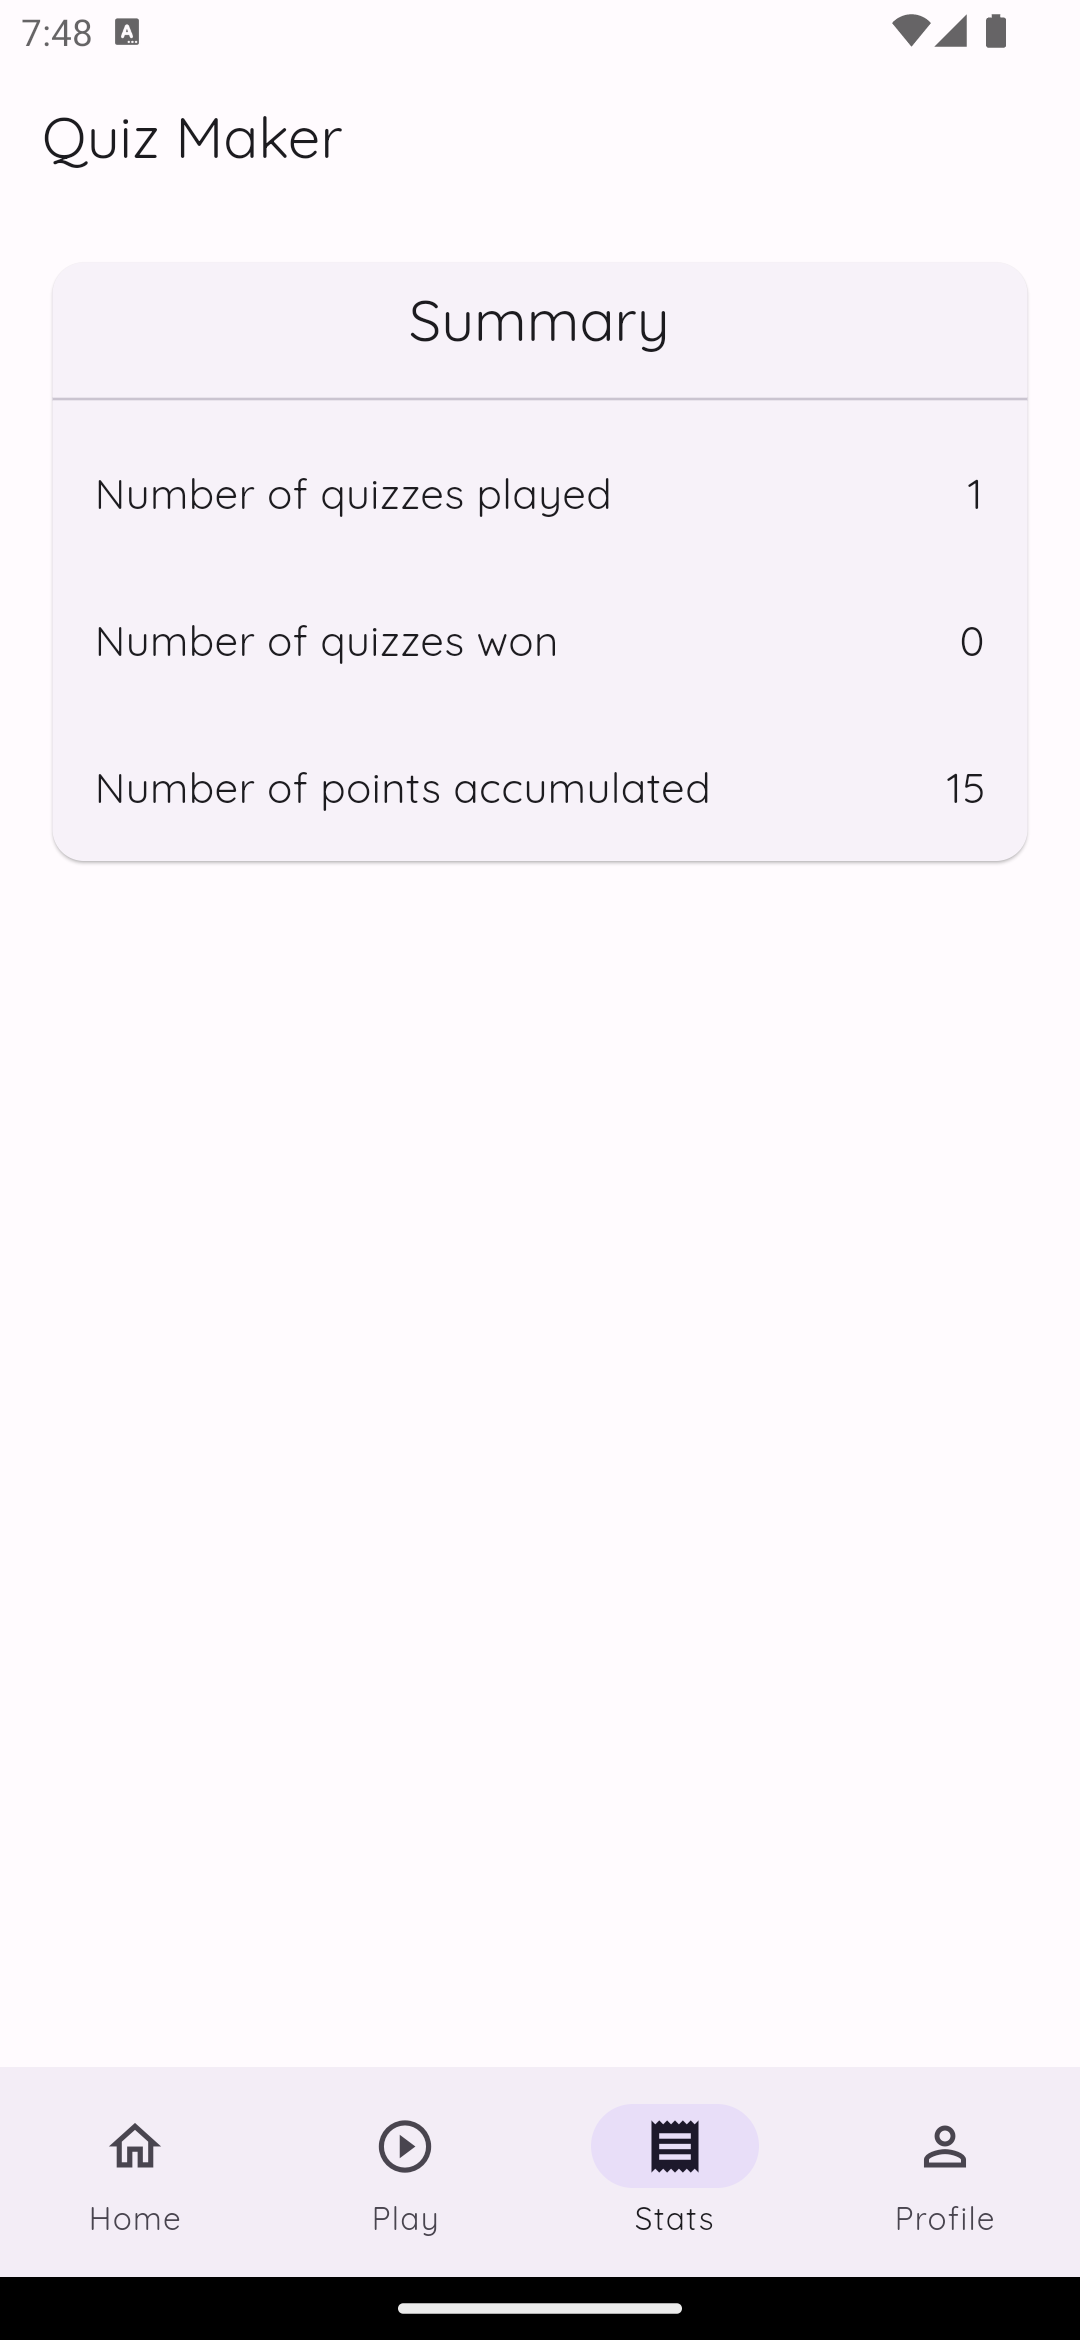 7:48
Quiz Maker
Summary
Number of quizzes played 1
Number of quizzes won 0
Number of points accumulated 15
Home Play Stats Profile